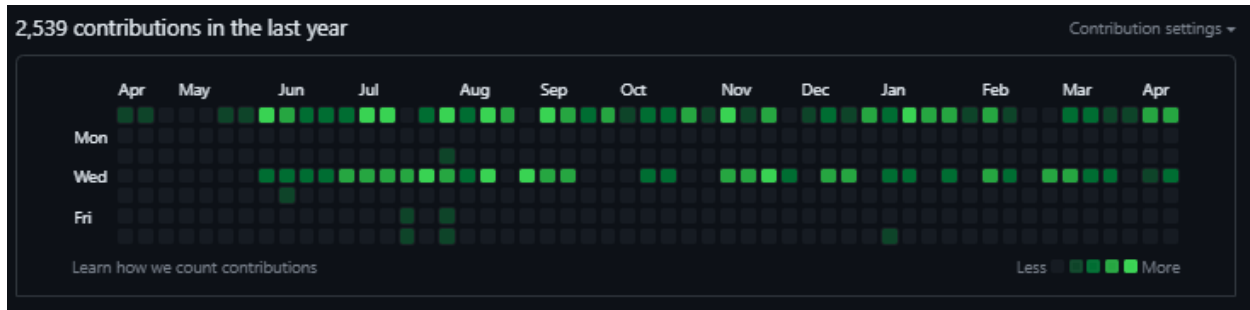 2,539 contributions in the last year
Contribution settings
Apr May Jun Jul Aug Sep Oct Nov Dec Jan Feb Mar Apr
Mon
Wed
Fri
Learn how we count contributions
Less More